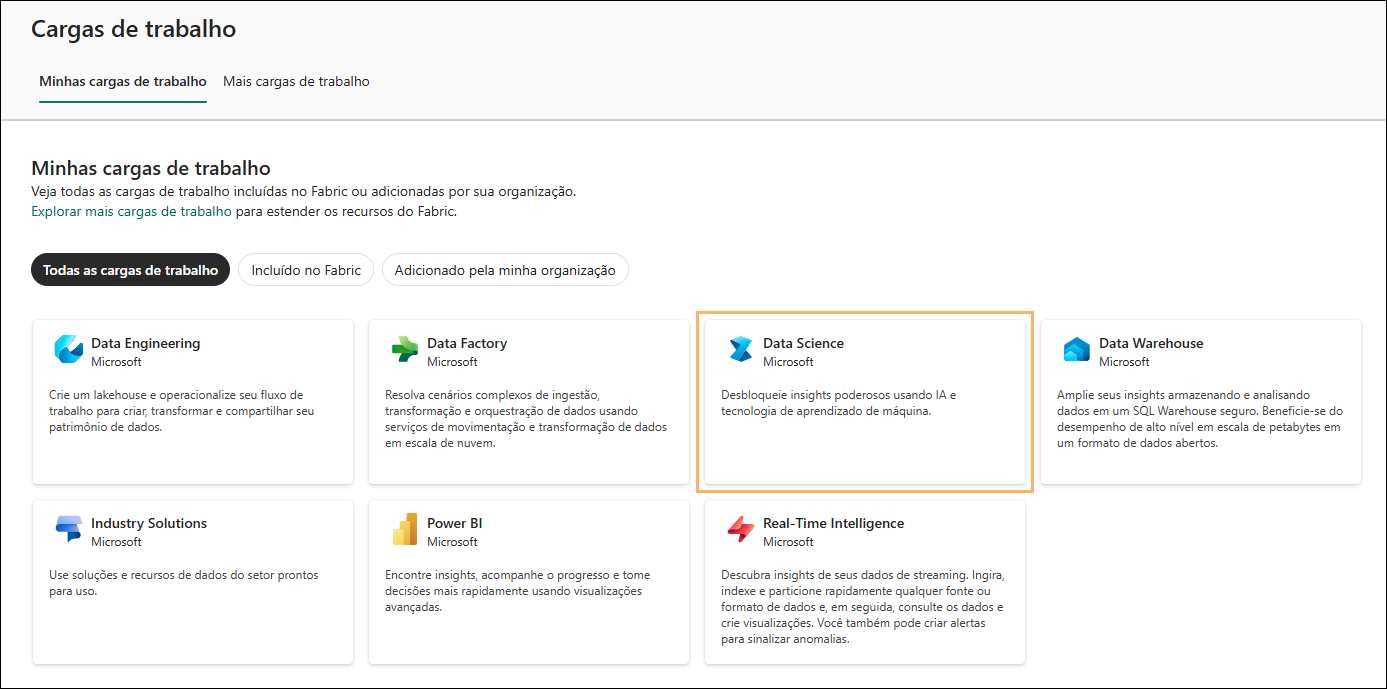 Cargas de trabalho
Minhas cargas de trabalho
Mais cargas de trabalho
Minhas cargas de trabalho
Veja todas as cargas de trabalho incluídas no Fabric ou adicionadas por sua organização.
Explorar mais cargas de trabalho para estender os recursos do Fabric.
Todas as cargas de trabalho
Incluído no Fabric
Adicionado pela minha organização
Data Engineering
Microsoft
Crie um lakehouse e operacionalize seu fluxo de
trabalho para criar, transformar e compartilhar seu
patrimônio de dados.
Data Factory
Microsoft
Resolva cenários complexos de ingestão,
transformação e orquestração de dados usando
serviços de movimentação e transformação de dados
em escala de nuvem.
Data Science
Microsoft
Desbloqueie insights poderosos usando IA e
tecnologia de aprendizado de máquina.
Data Warehouse
Microsoft
Amplie seus insights armazenando e analisando
dados em um SQL Warehouse seguro. Beneficie-se do
desempenho de alto nível em escala de petabytes em
um formato de dados abertos.
Industry Solutions
Microsoft
Use soluções e recursos de dados do setor prontos
para uso.
Power BI
Microsoft
Encontre insights, acompanhe o progresso e tome
decisões mais rapidamente usando visualizações
avançadas.
Real-Time Intelligence
Microsoft
Descubra insights de seus dados de streaming. Ingira,
indexe e particione rapidamente qualquer fonte ou
formato de dados e, em seguida, consulte os dados e
crie visualizações. Você também pode criar alertas
para sinalizar anomalias.